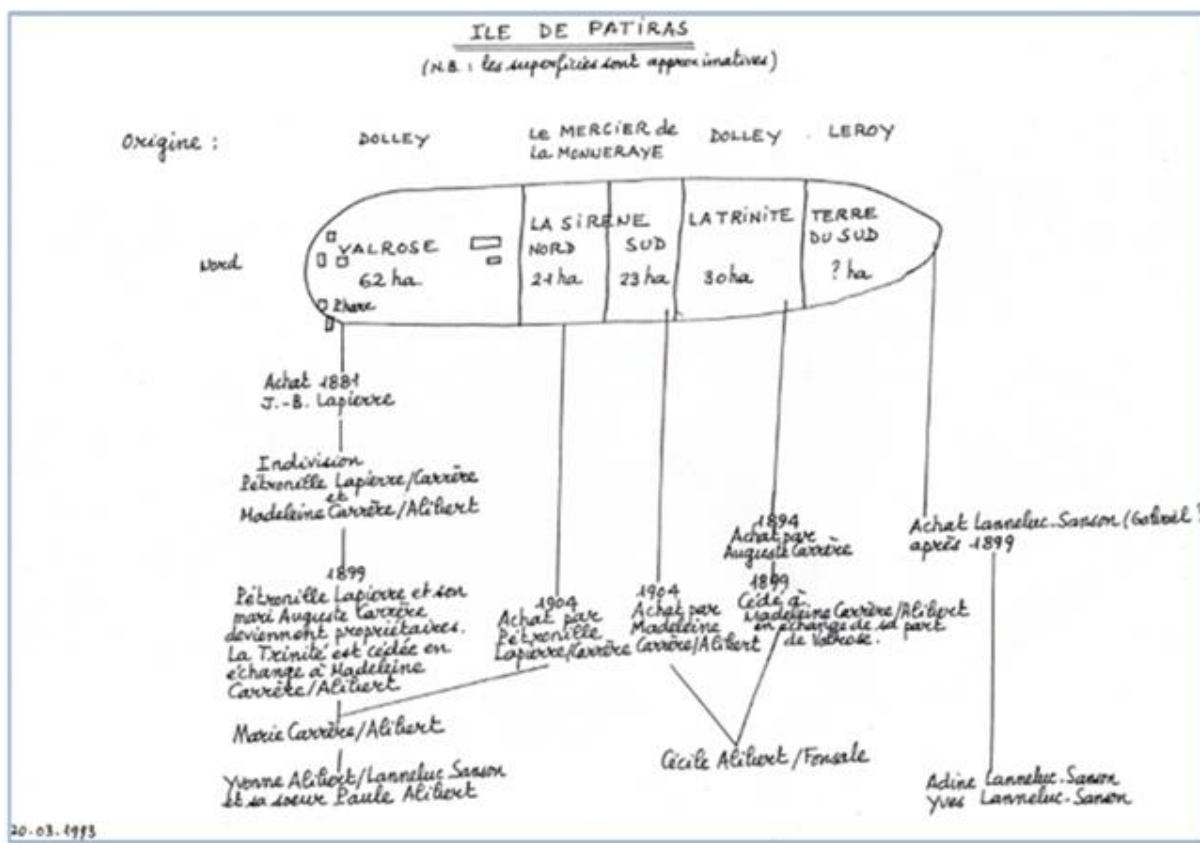 ILE DE PATIRAS
(N.B. : les superficies sont approximatives)
Origine :
DOLLEY
LE MERCIER de
La MONNERAYE
DOLLEY
LEROY
Nord
VALROSE
62 ha
Phare
LA SIRENE
NORD
SUD
21 ha
23 ha
LA TRINITE
30 ha
TERRE
DU SUD
? ha
Achat 1881
J.-B. Lapierre
Indivision
Pétronille Lapierre/Carrère
et
Madeleine Carrère/Alibert
1899
Pétronille Lapierre et son
mari Auguste Carrère
deviennent propriétaires.
La Trinité est cédée en
échange à Madeleine
Carrère/Alibert
Marie Carrère/Alibert
Yvonne Alibert/Lanneluc Sanson
et sa soeur Paule Alibert
1904
Achat par
Pétronille
Lapierre/Carrère
1904
Achat par
Madeleine
Carrère/Alibert
1894
Achat par
Auguste Carrère
1899
Cédé à
Madeleine Carrère/Alibert
en échange de sa part
de Valrose.
Cécile Alibert/Fonsale
Achat Lanneluc-Sanson (Gabriel ?
après 1899
Adine Lanneluc-Sanson
Yves Lanneluc-Sanson
20.03.1993